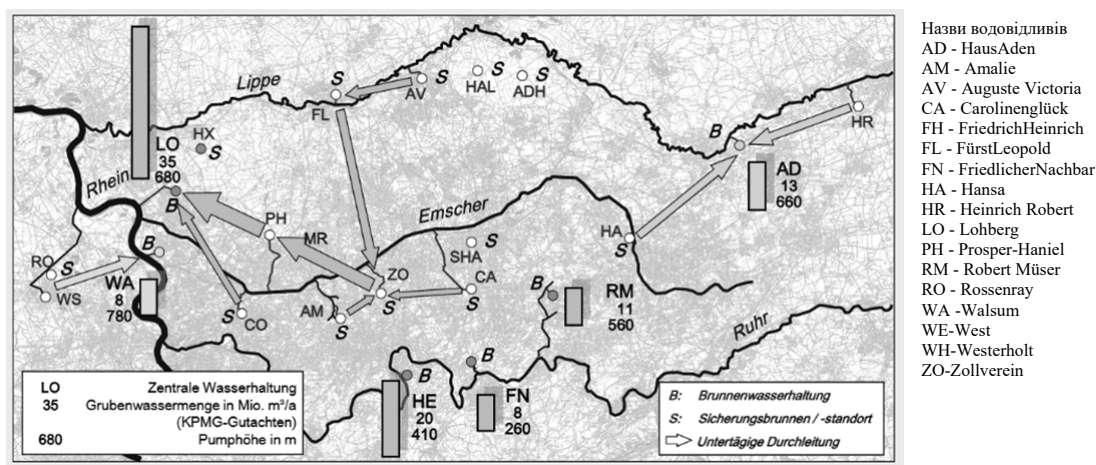 Lippe
S
FL
S
AV
S
HAL
S
ADH
HR
B
AD
13
660
HX
S
LO
35
680
B
Rhein
Emscher
PH
MR
ZO
S
SHA
S
CA
S
HA
S
RO
S
WS
B
WA
8
780
CO
S
AM
S
B
RM
11
560
Ruhr
B
HE
20
410
B
FN
8
260
LO Zentrale Wasserhaltung
35 Grubenwassermenge in Mio. m³/a
(KPMG-Gutachten)
680 Pumphöhe in m
B: Brunnenwasserhaltung
S: Sicherungsbrunnen / -standort
Untertägige Durchleitung
Назви водовідливів
AD - HausAden
AM – Amalie
AV - Auguste Victoria
CA - Carolinenglück
FH - FriedrichHeinrich
FL – FürstLeopold
FN – FriedlicherNachbar
HA - Hansa
HR - Heinrich Robert
LO - Lohberg
PH - Prosper-Haniel
RM - Robert Müser
RO - Rossenray
WA -Walsum
WE-West
WH-Westerholt
ZO-Zollverein